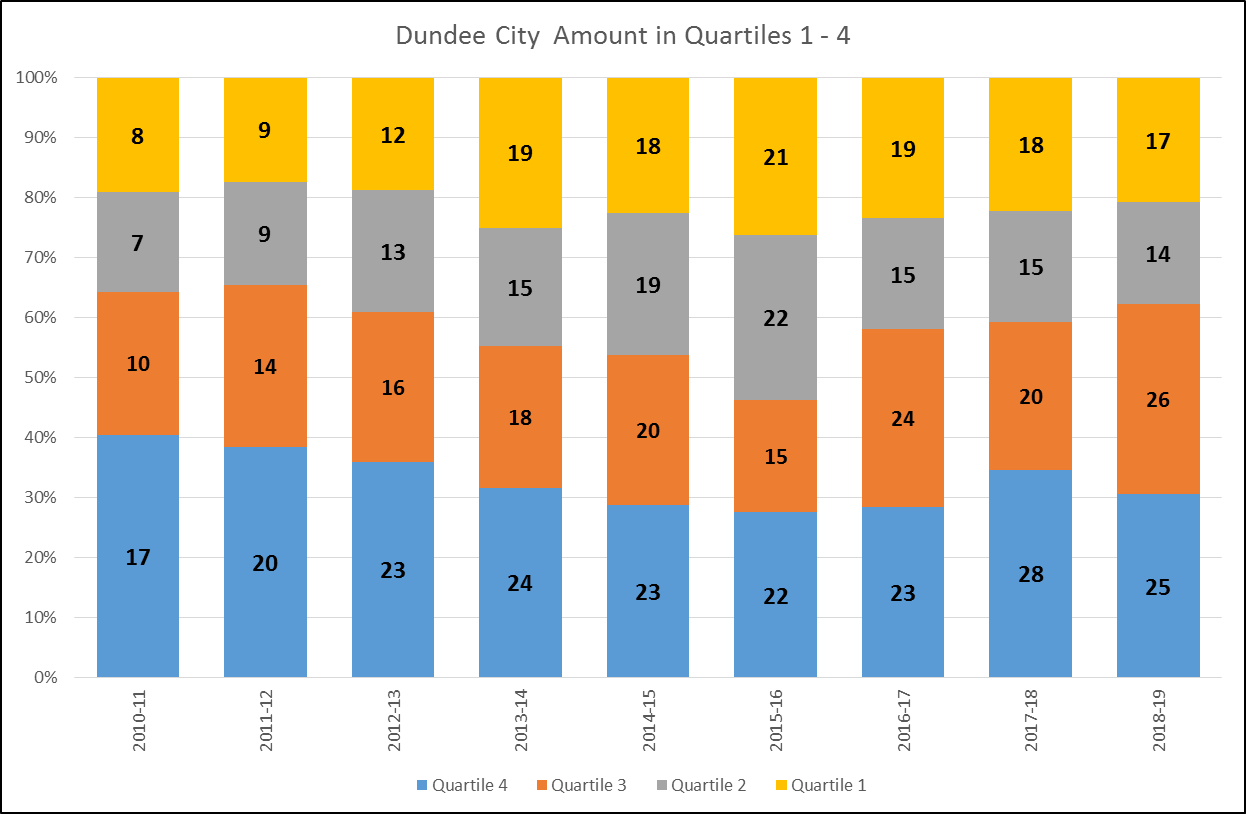 Dundee City Amount in Quartiles 1 - 4
100%
90%
80%
70%
60%
50%
40%
30%
20%
10%
0%
8 9 12 19 18 21 19 18 17
7 9 13 15 19 22 15 15 14
10 14 16 18 20 15 24 20 26
17 20 23 24 23 22 23 28 25
2010-11 2011-12 2012-13 2013-14 2014-15 2015-16 2016-17 2017-18 2018-19
Quartile 4 Quartile 3 Quartile 2 Quartile 1